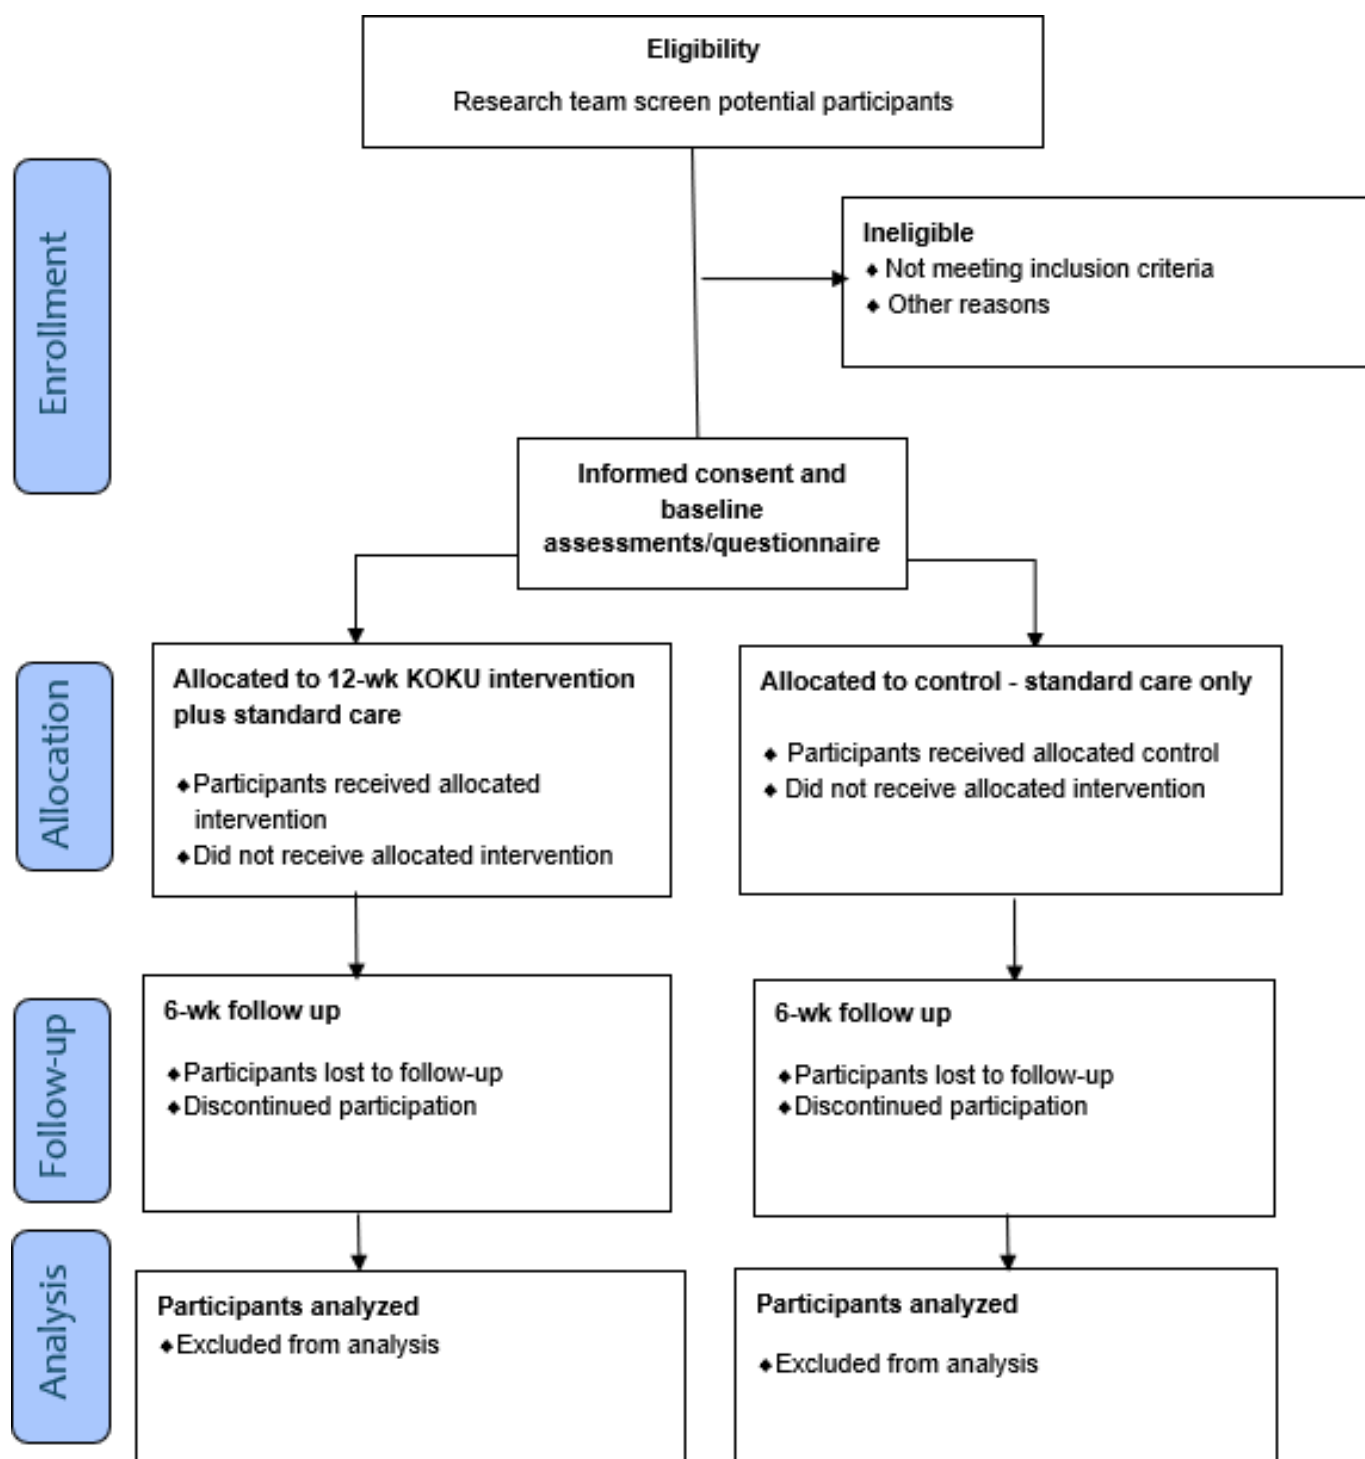 Eligibility
Research team screen potential participants
Enrollment
Ineligible
♦ Not meeting inclusion criteria
♦ Other reasons
Informed consent and
baseline
assessments/questionnaire
Allocation
Allocated to 12-wk KOKU intervention
plus standard care
♦ Participants received allocated
intervention
♦ Did not receive allocated intervention
Allocated to control - standard care only
♦ Participants received allocated control
♦ Did not receive allocated intervention
Follow-up
6-wk follow up
♦ Participants lost to follow-up
♦ Discontinued participation
6-wk follow up
♦ Participants lost to follow-up
♦ Discontinued participation
Analysis
Participants analyzed
♦ Excluded from analysis
Participants analyzed
♦ Excluded from analysis